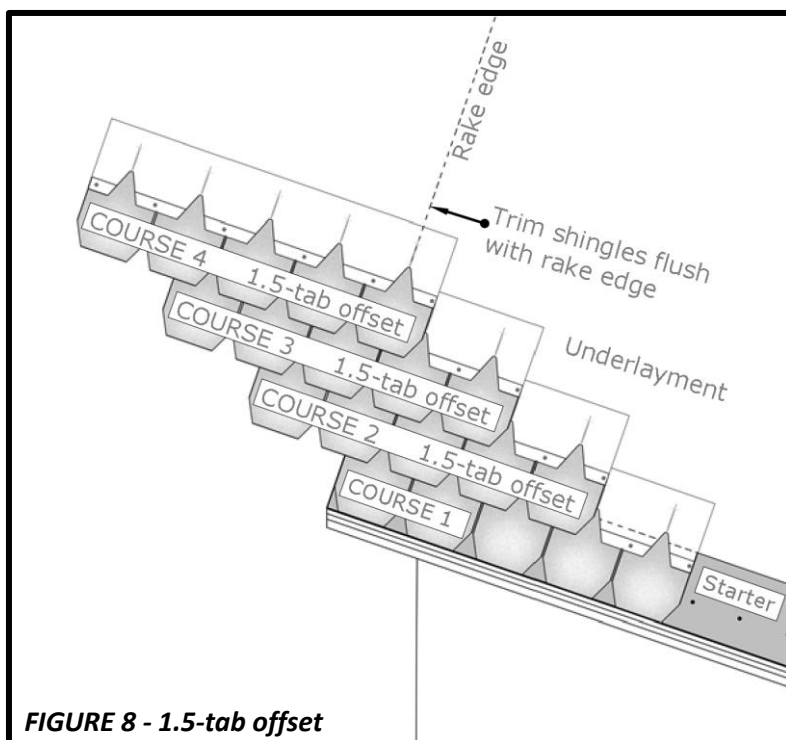 Rake edge
Trim shingles flush
with rake edge
Underlayment
COURSE 4 1.5-tab offset
COURSE 3 1.5-tab offset
COURSE 2 1.5-tab offset
COURSE 1
Starter
FIGURE 8 - 1.5-tab offset